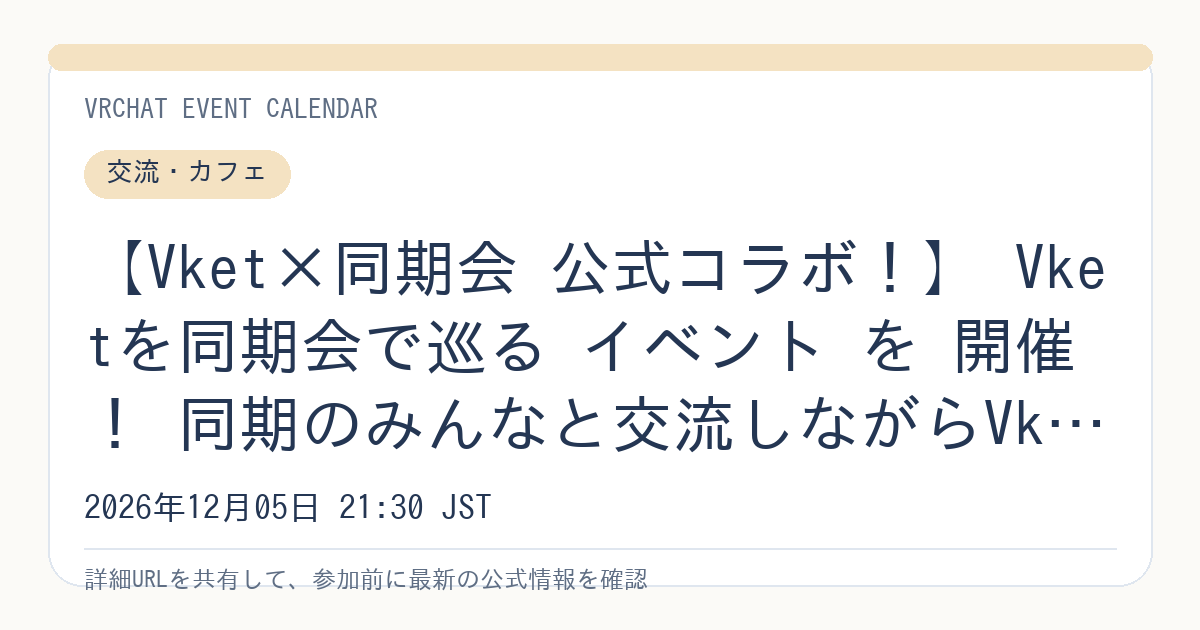 VRCHAT EVENT CALENDAR
交流・カフェ
【Vket×同期会 公式コラボ！】 Vke
tを同期会で巡る イベント を 開催
！ 同期のみんなと交流しながらVk…
2026年12月05日 21:30 JST
詳細URLを共有して、参加前に最新の公式情報を確認